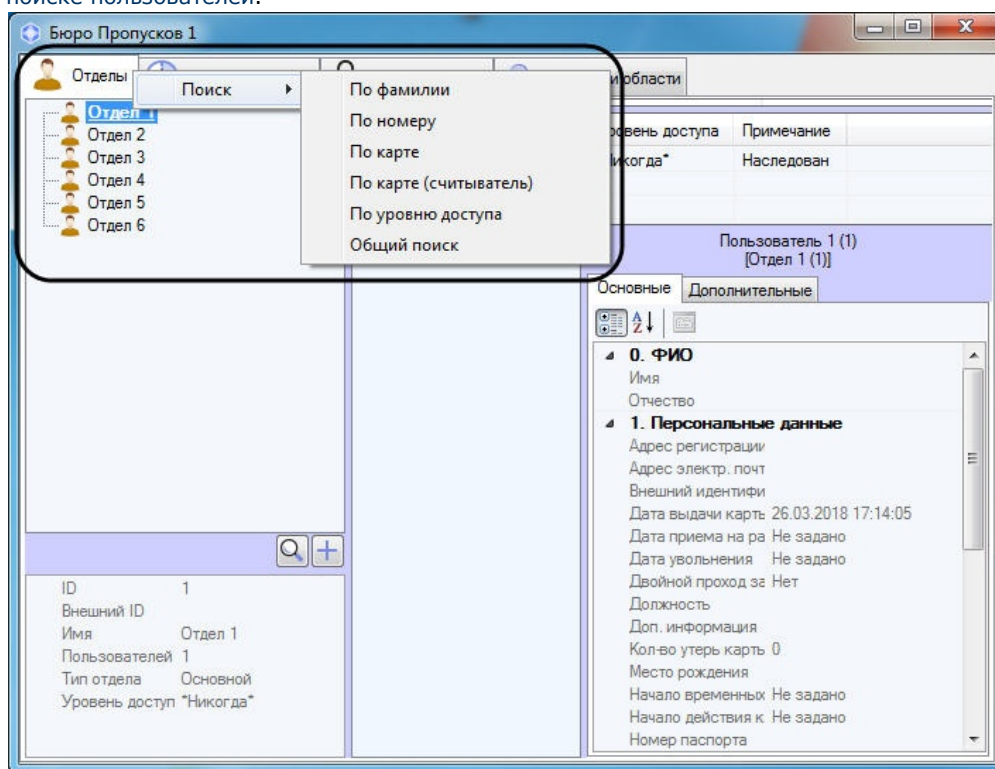 поиске пользователей.
Бюро Пропусков 1
Отделы
области
Поиск
По фамилии
По номеру
По карте
По карте (считыватель)
По уровню доступа
Общий поиск
Отдел 1
Отдел 2
Отдел 3
Отдел 4
Отдел 5
Отдел 6
доступа Примечание
Наследован
Пользователь 1 (1)
[Отдел 1 (1)]
Основные Дополнительные
0. ФИО
Имя
Отчество
1. Персональные данные
Адрес регистрации
Адрес электр. почт
Внешний идентифи
Дата выдачи карть 26.03.2018 17:14:05
Дата приема на ра Не задано
Дата увольнения Не задано
Двойной проход за Нет
Должность
Доп. информация
Кол-во утерь карть 0
Место рождения
Начало временных Не задано
Начало действия к Не задано
Номер паспорта
ID 1
Внешний ID
Имя Отдел 1
Пользователей 1
Тип отдела Основной
Уровень доступ *Никогда*